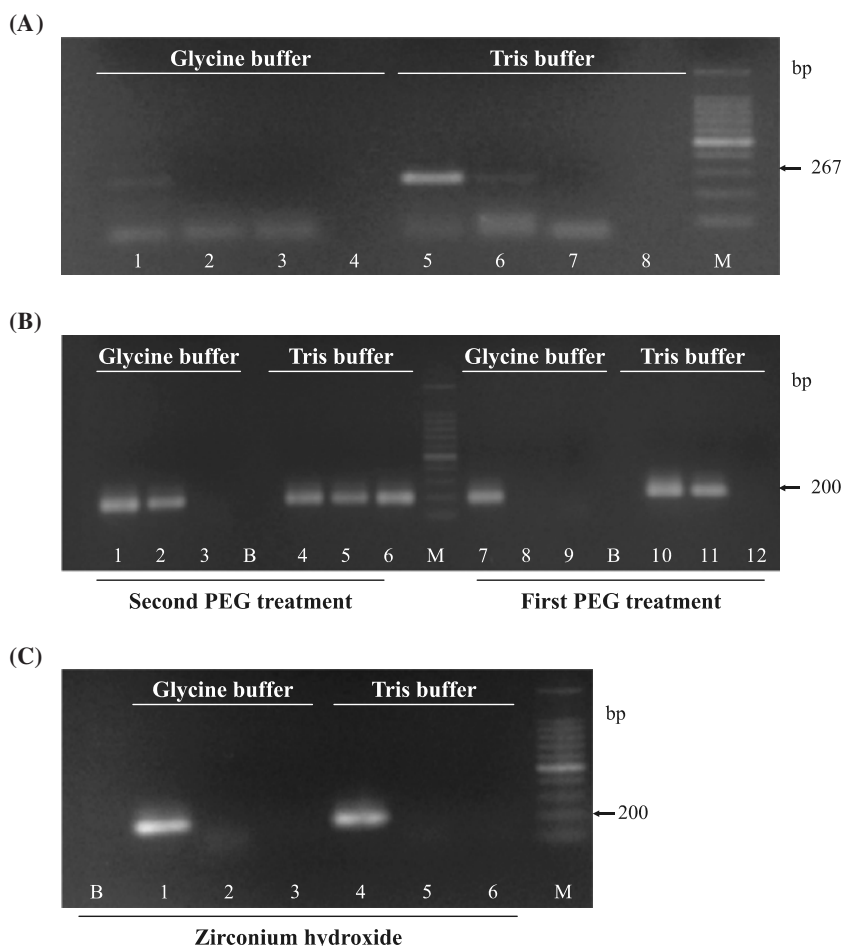 (A)
Glycine buffer Tris buffer
bp
267
1 2 3 4 5 6 7 8 M
(B)
Glycine buffer Tris buffer Glycine buffer Tris buffer
bp
200
1 2 3 B 4 5 6 M 7 8 9 B 10 11 12
Second PEG treatment First PEG treatment
(C)
Glycine buffer Tris buffer
bp
200
B 1 2 3 4 5 6 M
Zirconium hydroxide